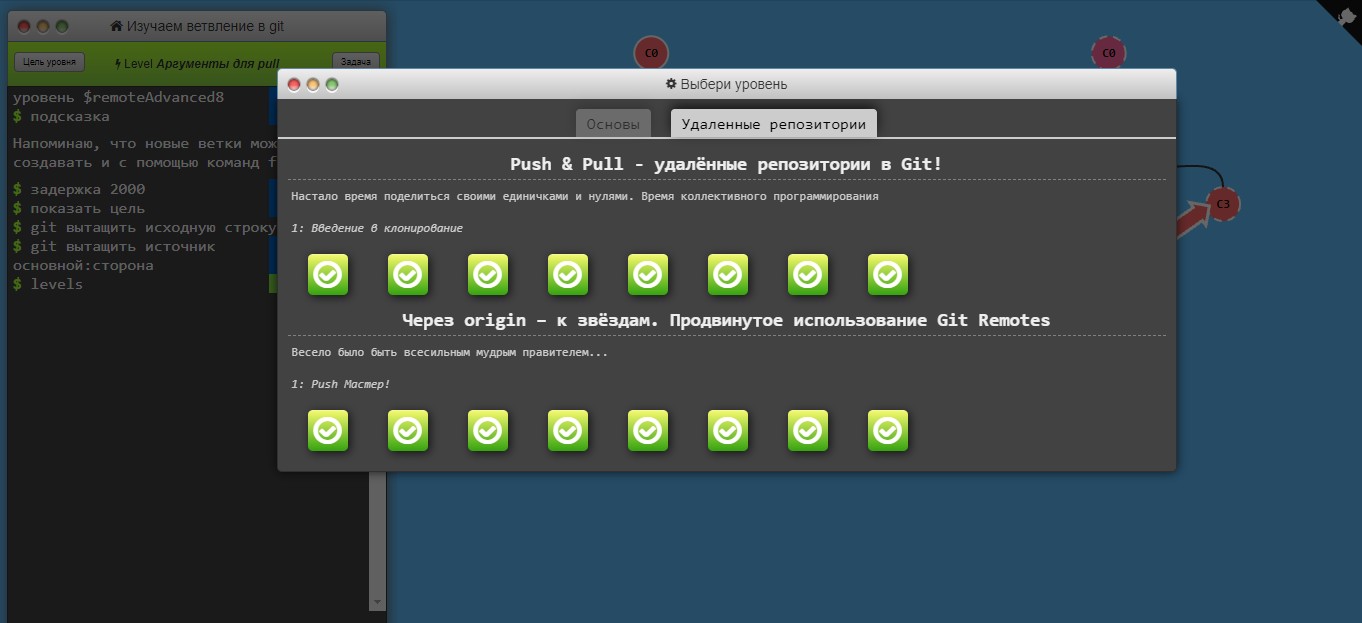 Изучаем ветвление в git
Цель уровня
Level Аргументы для pull
Задача
уровень $remoteAdvanced8
$ подсказка
Напоминаю, что новые ветки
создавать и с помощью команд
$ задержка 2000
$ показать цель
$ git вытащить исходную строку
$ git вытащить источник
основной:сторона
$ levels
C0
C0
C3
Выбери уровень
Основы
Удаленные репозитории
Push & Pull - удалённые репозитории в Git!
Настало время поделиться своими единичками и нулями. Время коллективного программирования
1: Введение в клонирование
Через origin – к звёздам. Продвинутое использование Git Remotes
Весело было быть всесильным мудрым правителем...
1: Push Мастер!